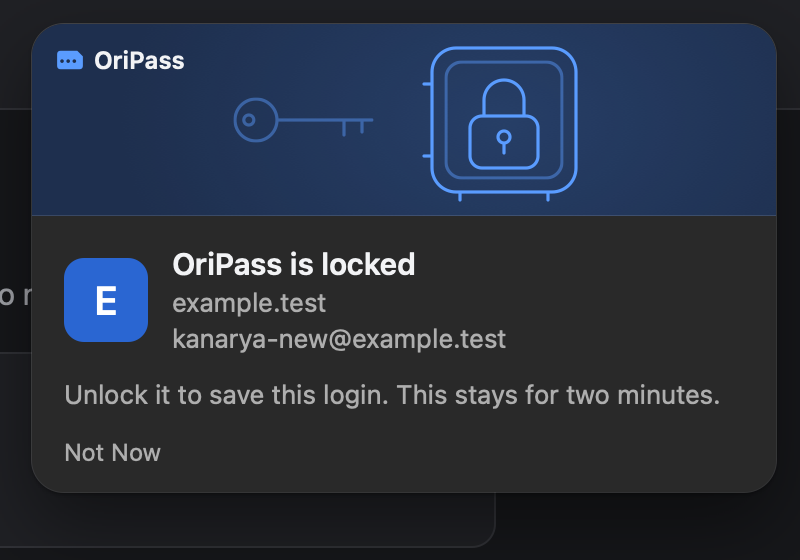 OriPass
E
OriPass is locked
example.test
kanarya-new@example.test
Unlock it to save this login. This stays for two minutes.
Not Now